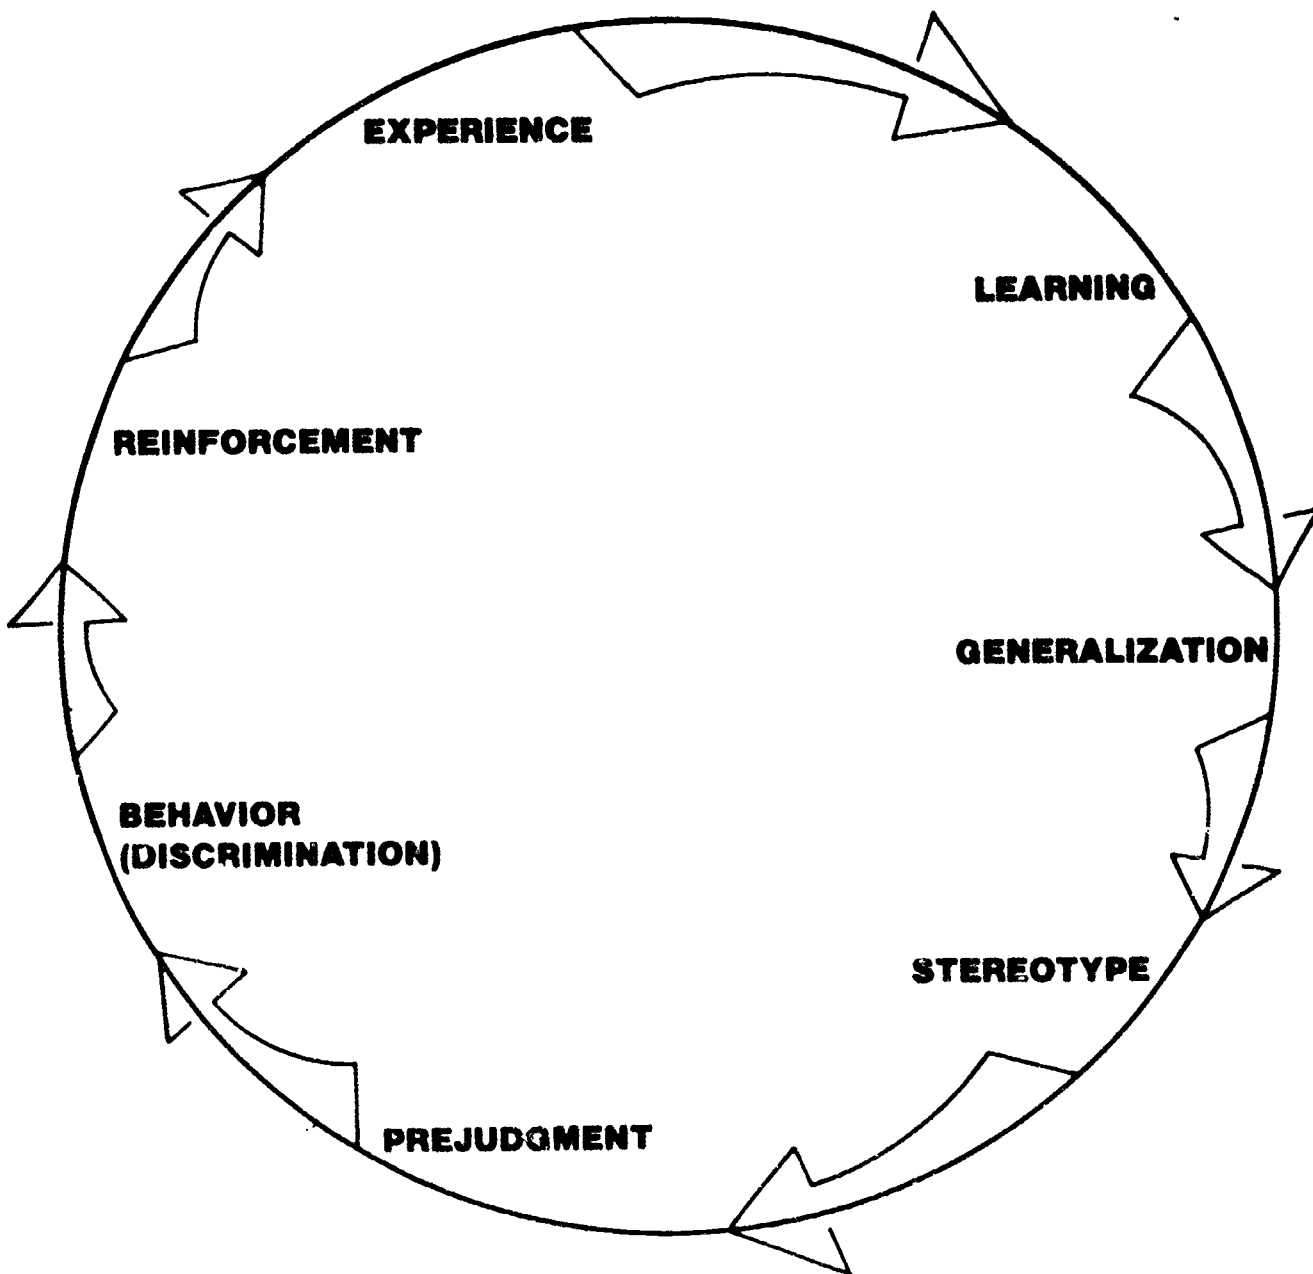 EXPERIENCE
LEARNING
REINFORCEMENT
GENERALIZATION
BEHAVIOR
(DISCRIMINATION)
STEREOTYPE
PREJUDGMENT